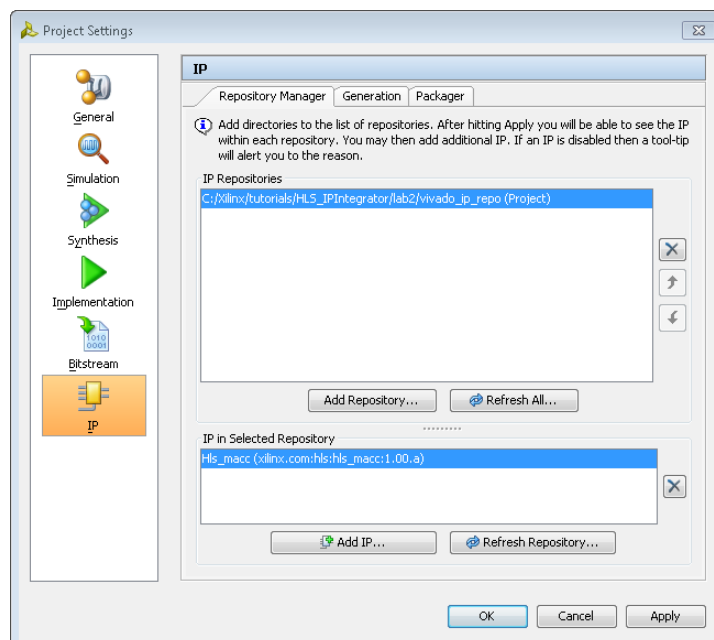 Project Settings
General
Simulation
Synthesis
Implementation
1010
0001
Bitstream
IP
IP
Repository Manager
Generation
Packager
Add directories to the list of repositories. After hitting Apply you will be able to see the IP
within each repository. You may then add additional IP. If an IP is disabled then a tool-tip
will alert you to the reason.
IP Repositories
C:/Xilinx/tutorials/HLS_IPIntegrator/lab2/vivado_ip_repo (Project)
Add Repository...
Refresh All...
IP in Selected Repository
Hls_macc (xilinx.com:hls:hls_macc:1.00.a)
Add IP...
Refresh Repository...
OK
Cancel
Apply